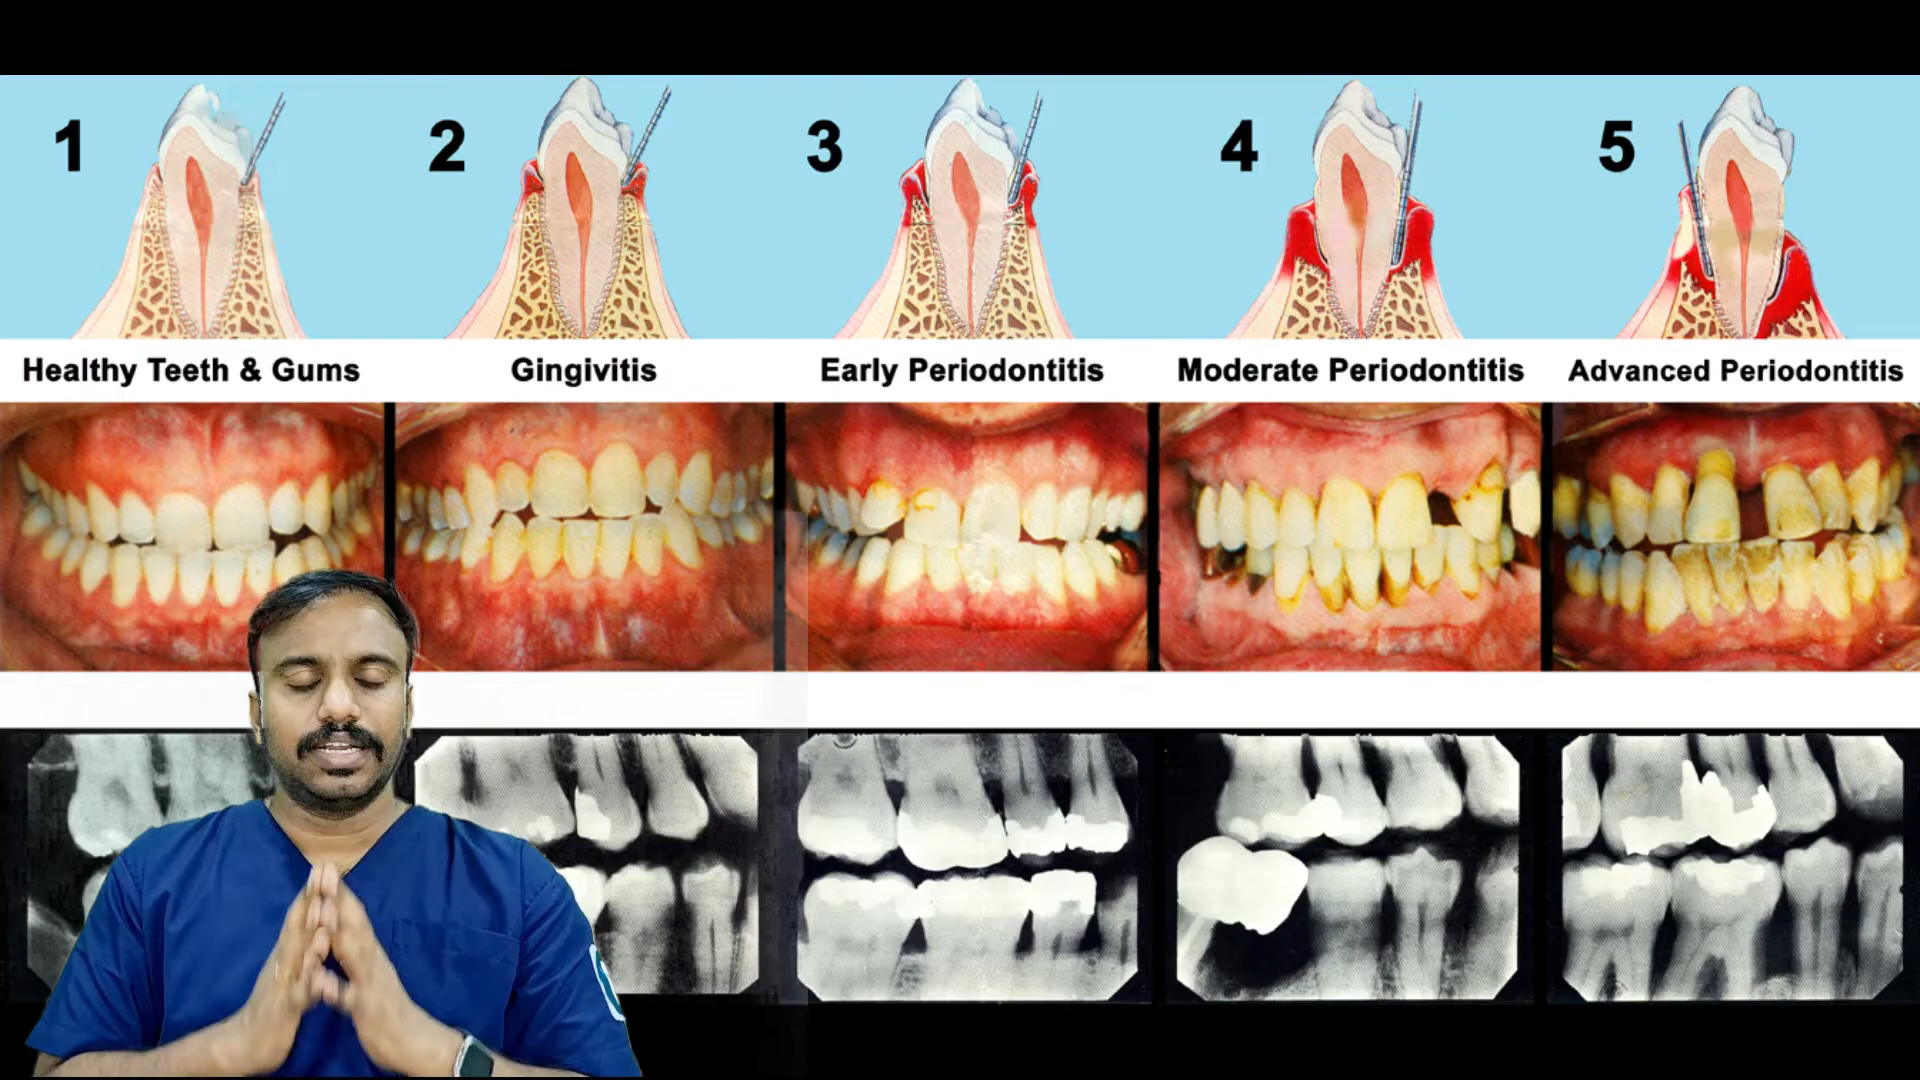 1
2
3
4
5
Healthy Teeth & Gums
Gingivitis
Early Periodontitis
Moderate Periodontitis
Advanced Periodontitis